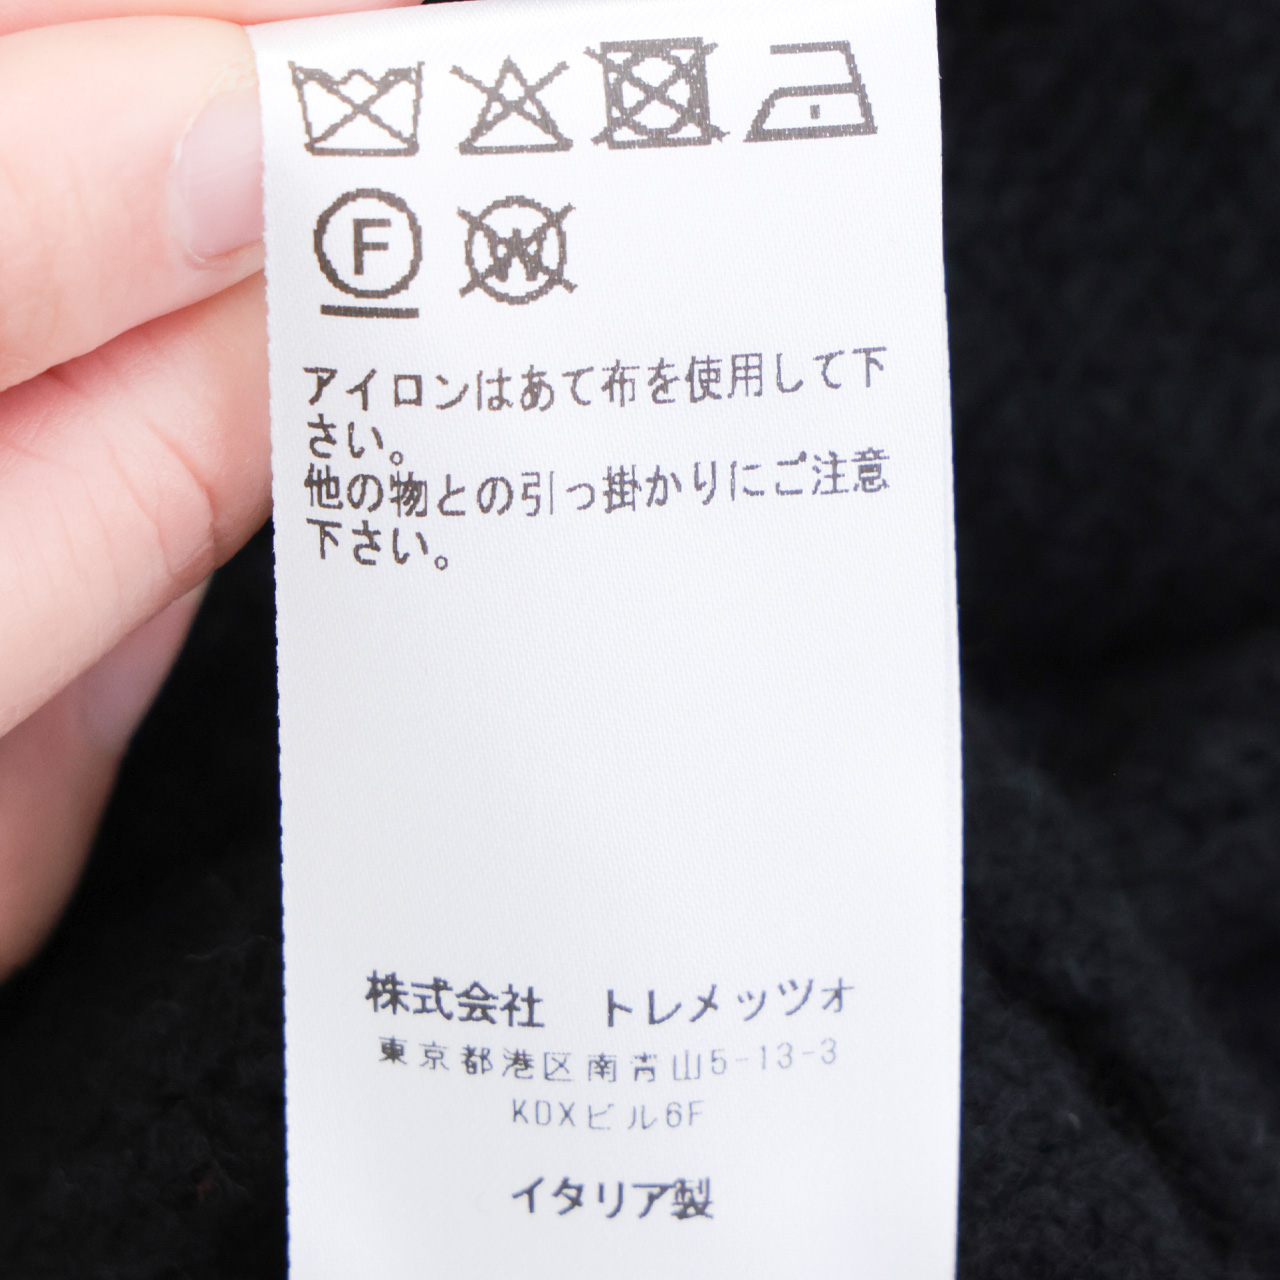 F
W
アイロンはあて布を使用して下
さい。
他の物との引っ掛かりにご注意
下さい。
株式会社　トレメッツォ
東京都港区南青山5-13-3
KDXビル6F
イタリア製